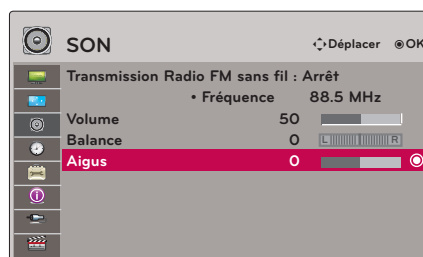 SON
Déplacer OK
Transmission Radio FM sans fil : Arrêt
• Fréquence 88.5 MHz
Volume 50
Balance 0 L R
Aigus 0